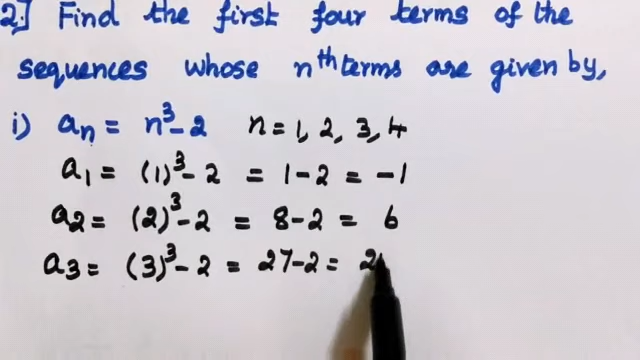 2.] Find the first four terms of the
sequences whose nᵗʰ terms are given by,
i) aₙ = n³-2 n = 1, 2, 3, 4
a₁ = (1)³-2 = 1-2 = -1
a₂ = (2)³-2 = 8-2 = 6
a₃ = (3)³-2 = 27-2 = 2